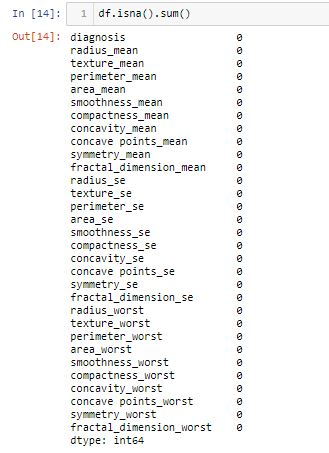 In [14]: 1 df.isna().sum()
Out[14]: diagnosis 0
radius_mean 0
texture_mean 0
perimeter_mean 0
area_mean 0
smoothness_mean 0
compactness_mean 0
concavity_mean 0
concave points_mean 0
symmetry_mean 0
fractal_dimension_mean 0
radius_se 0
texture_se 0
perimeter_se 0
area_se 0
smoothness_se 0
compactness_se 0
concavity_se 0
concave points_se 0
symmetry_se 0
fractal_dimension_se 0
radius_worst 0
texture_worst 0
perimeter_worst 0
area_worst 0
smoothness_worst 0
compactness_worst 0
concavity_worst 0
concave points_worst 0
symmetry_worst 0
fractal_dimension_worst 0
dtype: int64